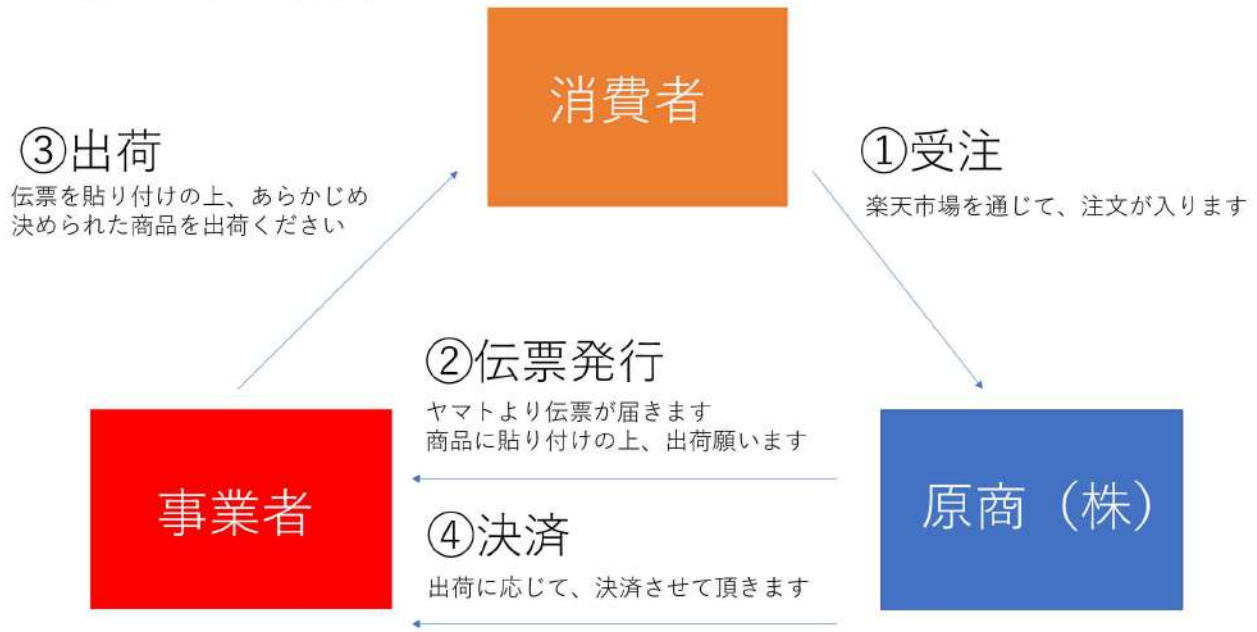 消費者
③出荷
伝票を貼り付けの上、あらかじめ
決められた商品を出荷ください
①受注
楽天市場を通じて、注文が入ります
②伝票発行
ヤマトより伝票が届きます
商品に貼り付けの上、出荷願います
事業者
④決済
出荷に応じて、決済させて頂きます
原商（株）